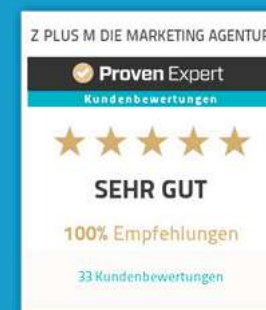 Z PLUS M DIE MARKETING AGENTUR
Proven Expert
Kundenbewertungen
SEHR GUT
100% Empfehlungen
33 Kundenbewertungen